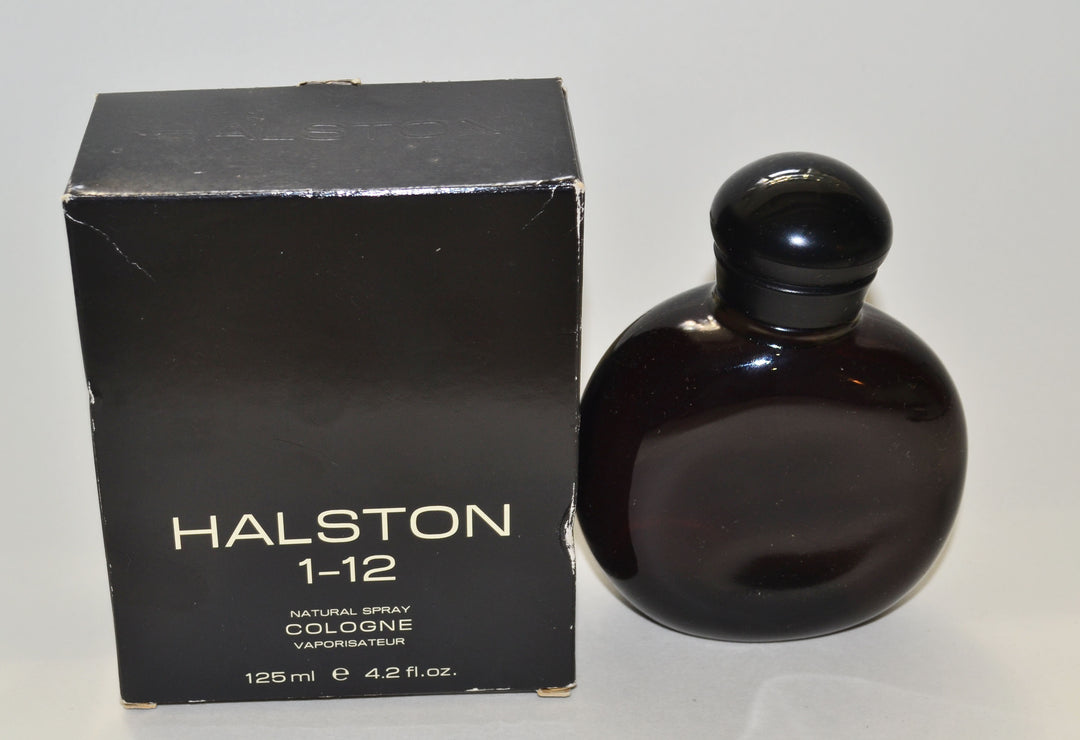 HALSTON
HALSTON
1-12
NATURAL SPRAY
COLOGNE
VAPORISATEUR
125 ml ℮ 4.2 fl.oz.